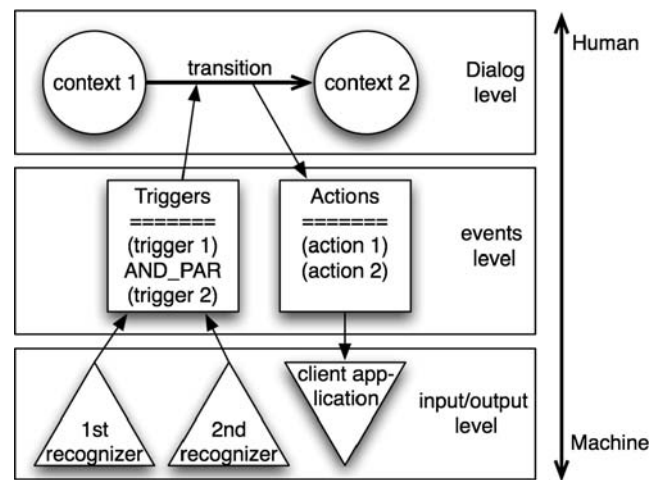 context 1
transition
context 2
Dialog
level
Human
Triggers
=======
(trigger 1)
AND_PAR
(trigger 2)
Actions
=======
(action 1)
(action 2)
events
level
1st
recognizer
2nd
recognizer
client app-
lication
input/output
level
Machine